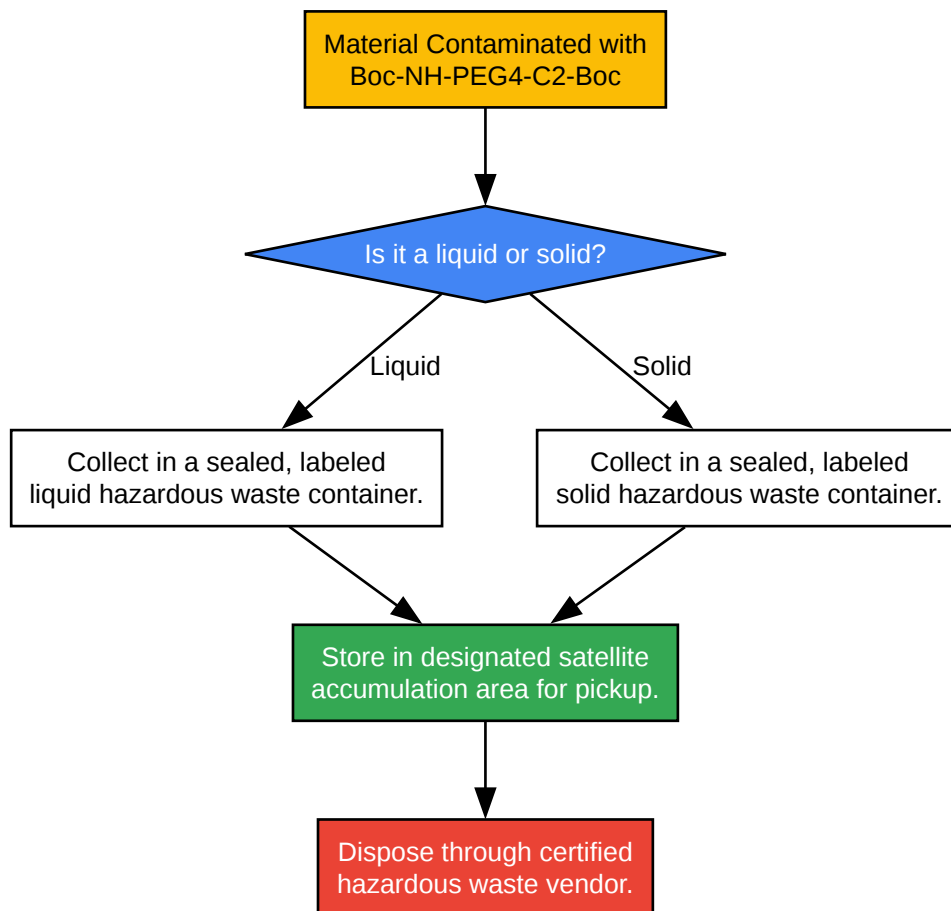 Material Contaminated with
Boc-NH-PEG4-C2-Boc
Is it a liquid or solid?
Liquid
Solid
Collect in a sealed, labeled
liquid hazardous waste container.
Collect in a sealed, labeled
solid hazardous waste container.
Store in designated satellite
accumulation area for pickup.
Dispose through certified
hazardous waste vendor.